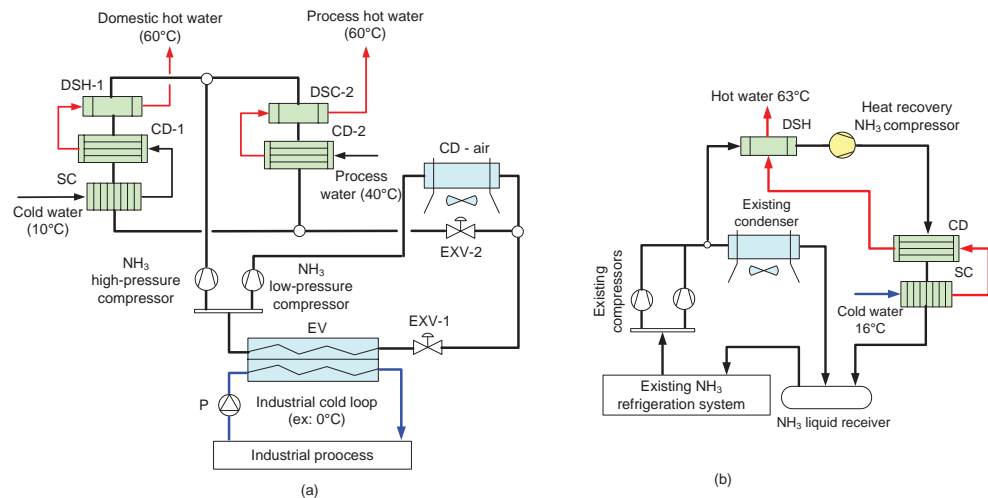 Domestic hot water
(60°C)
Process hot water
(60°C)
DSH-1
DSC-2
CD-1
CD-2
SC
Cold water
(10°C)
Process
water (40°C)
CD - air
EXV-2
NH₃
high-pressure
compressor
NH₃
low-pressure
compressor
EV
EXV-1
P
Industrial cold loop
(ex: 0°C)
Industrial proocess
(a)
Hot water 63°C
DSH
Heat recovery
NH₃ compressor
Existing
condenser
CD
SC
Cold water
16°C
Existing
compressors
Existing NH₃
refrigeration system
NH₃ liquid receiver
(b)